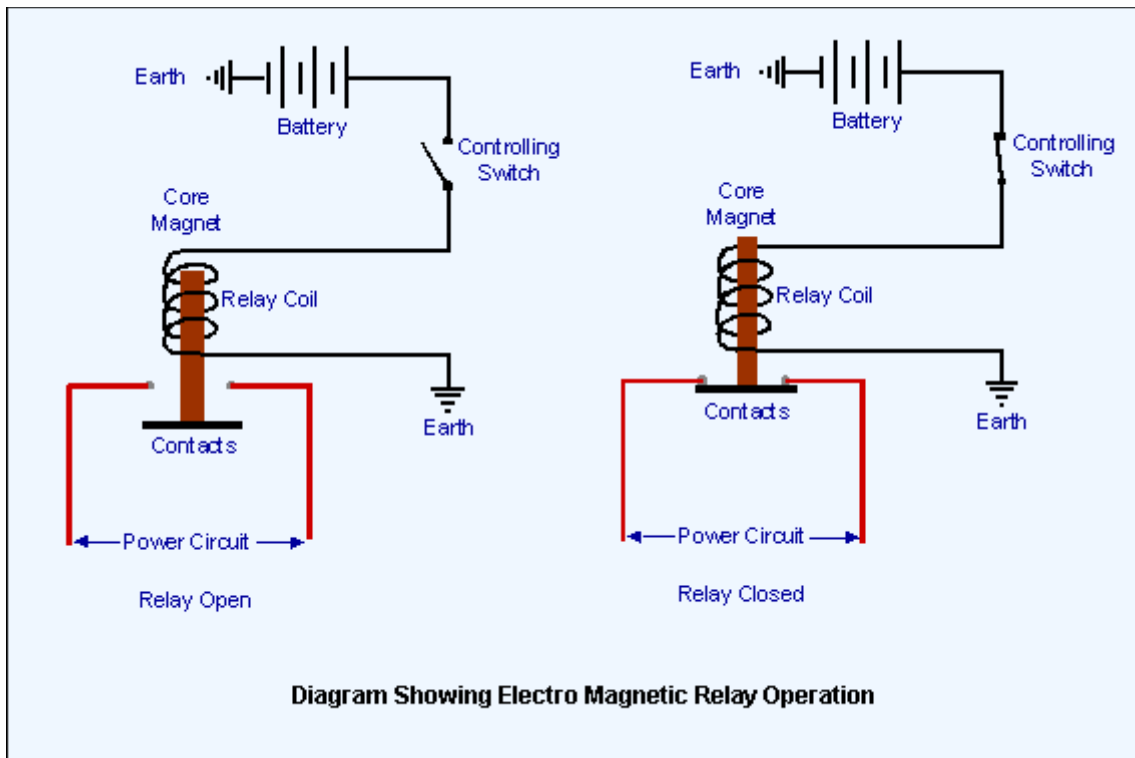 Earth
Battery
Controlling
Switch
Core
Magnet
Relay Coil
Earth
Contacts
Power Circuit
Relay Open
Earth
Battery
Controlling
Switch
Core
Magnet
Relay Coil
Contacts
Earth
Power Circuit
Relay Closed
Diagram Showing Electro Magnetic Relay Operation